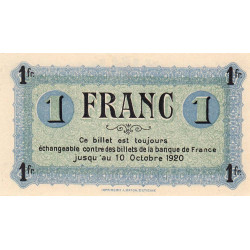 1 fr. 1 fr.
1 FRANC 1
Ce billet est toujours
échangeable contre des billets de la banque de France
jusqu'au 10 Octobre 1920
1 fr. 1 fr.